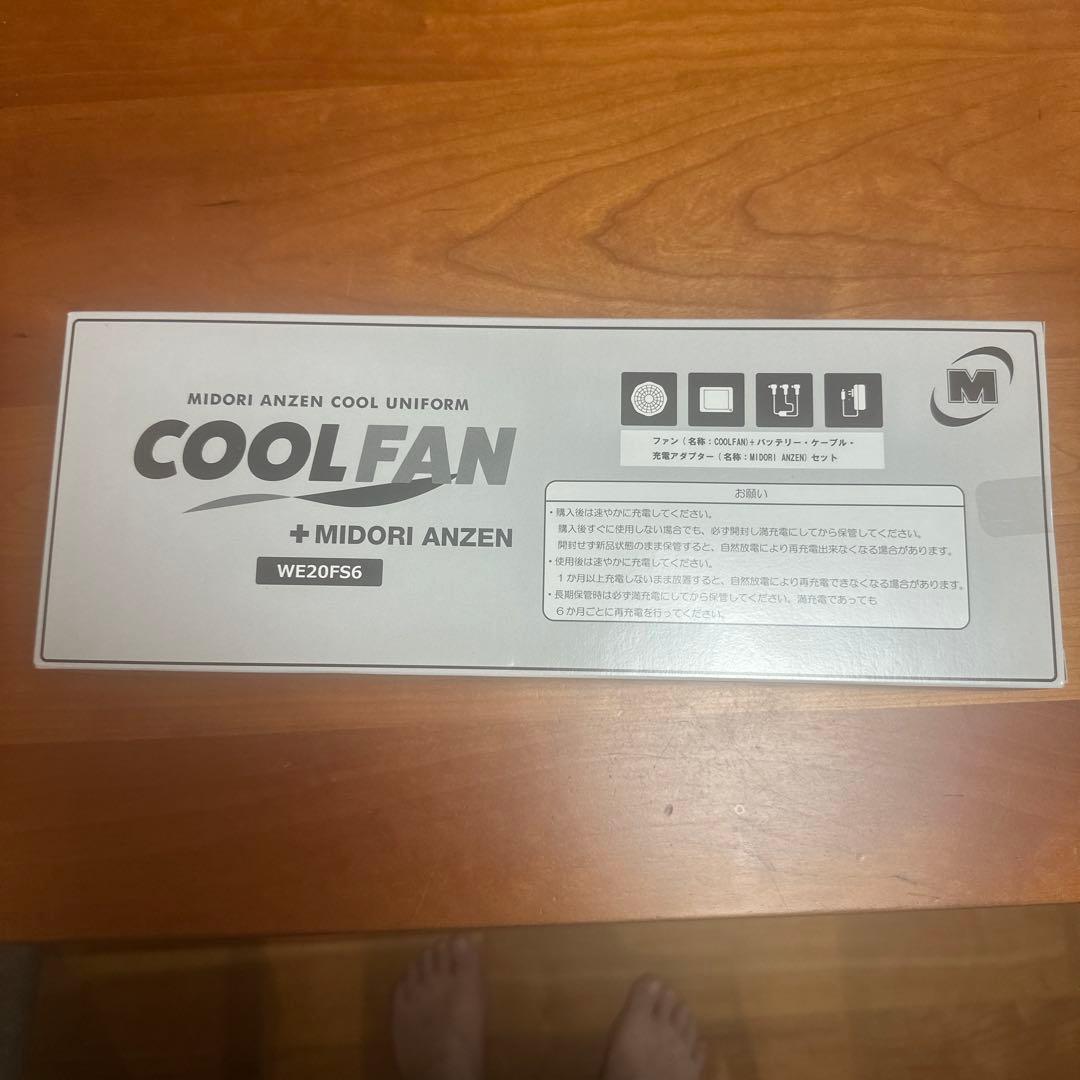 MIDORI ANZEN COOL UNIFORM
COOLFAN
+MIDORI ANZEN
WE20FS6
M
ファン(名称:COOLFAN)+バッテリー・ケーブル・
充電アダプター(名称:MIDORI ANZEN)セット
お願い
・購入後は速やかに充電してください。
購入後すぐに使用しない場合でも、必ず開封し満充電にしてから保管してください。
開封せず新品状態のまま保管すると、自然放電により再充電出来なくなる場合があります。
・使用後は速やかに充電してください。
1か月以上充電しないまま放置すると、自然放電により再充電できなくなる場合があります。
・長期保管時は必ず満充電にしてから保管してください。満充電であっても
6か月ごとに再充電を行ってください。